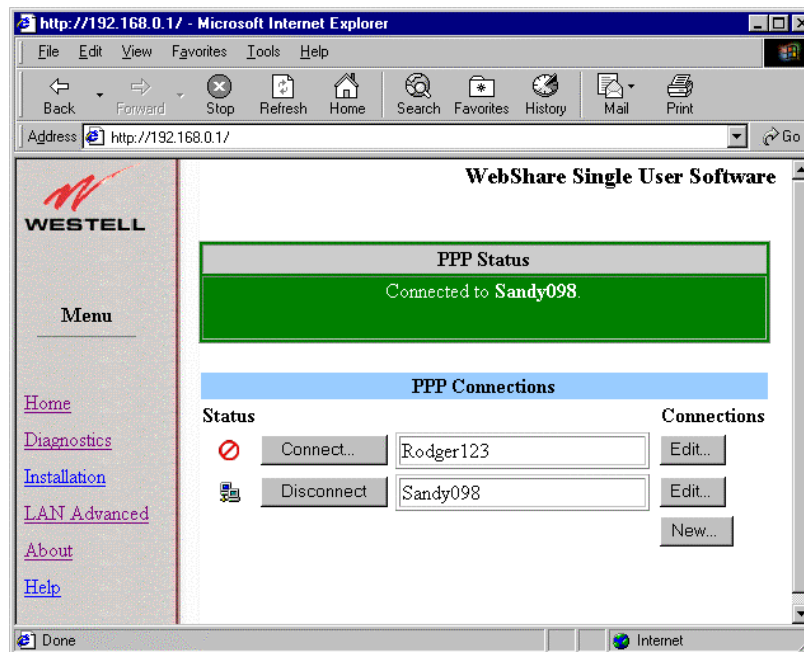 http://192.168.0.1/ - Microsoft Internet Explorer
File Edit View Favorites Tools Help
Back Forward Stop Refresh Home Search Favorites History Mail Print
Address http://192.168.0.1/ Go
WESTELL
WebShare Single User Software
PPP Status
Connected to Sandy098.
Menu
PPP Connections
Status Connections
Home
Connect... Rodger123 Edit...
Diagnostics
Installation
Disconnect Sandy098 Edit...
LAN Advanced
New...
About
Help
Done Internet